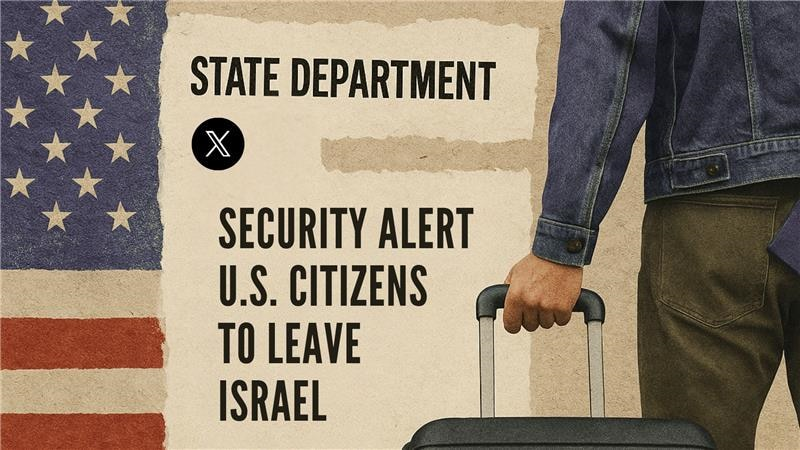 STATE DEPARTMENT
X
SECURITY ALERT
U.S. CITIZENS
TO LEAVE
ISRAEL